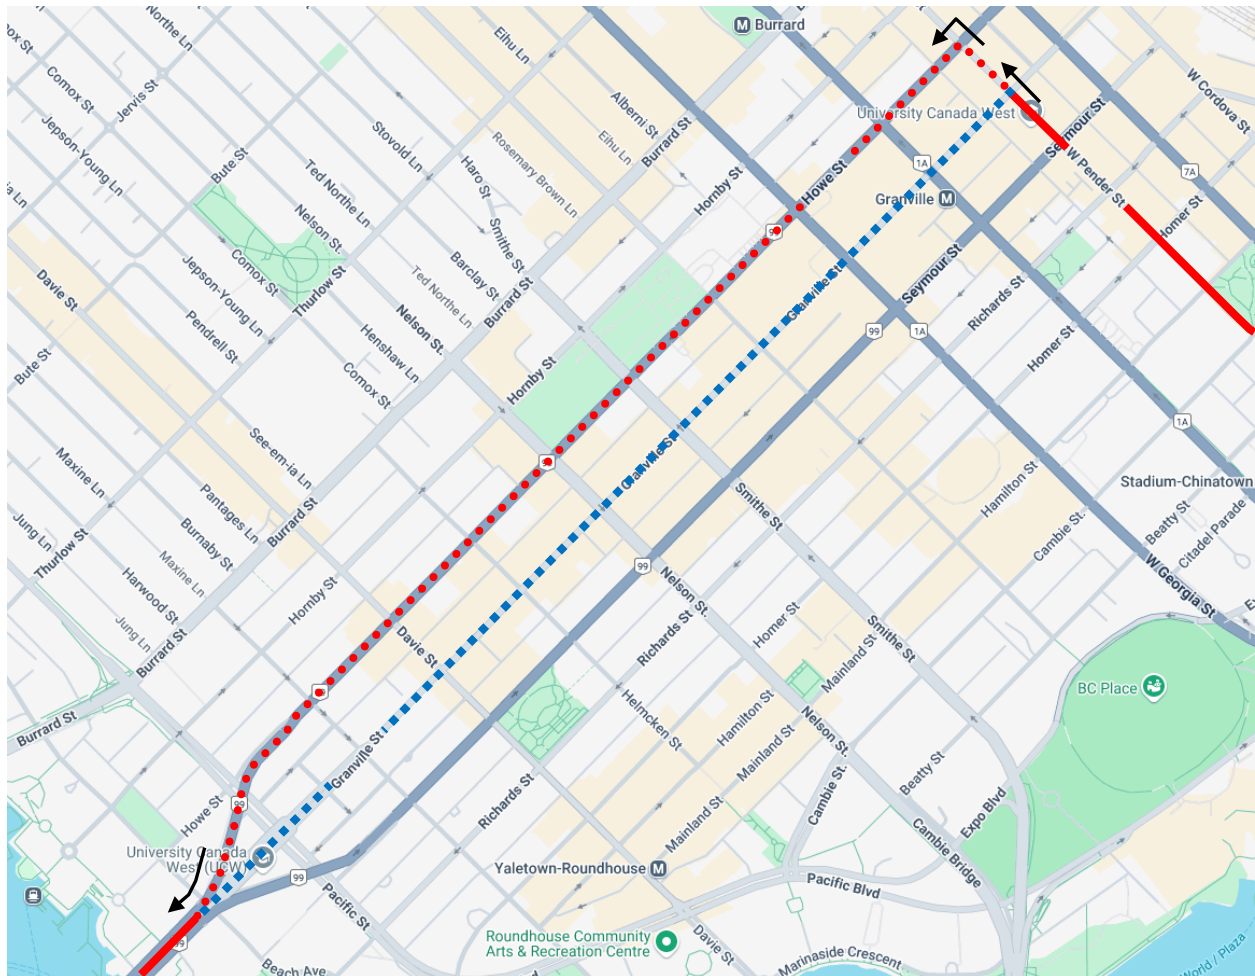 Northe Ln
Burrard
Comox St
Eihu Ln
Comox St
Jervis St
W Cordova St
Alberni St
University Canada
West
Seymour St
Jepson-Young Ln
Stovold Ln
Burrard St
Eihu Ln
Rosemary Brown Ln
W Pender St
1A
7A
Bute St
Ted Northe Ln
Haro St
Hornby St
Howe St
Granville
Homer St
Nelson St.
Smithe St
99
Comox St
Barclay St
Seymour St
Davie St
Jepson-Young Ln
Thurlow St
Ted Northe Ln
Burrard St
Granville St
Richards St
Pendrell St
Nelson St.
99
1A
Homer St
Bute St
Henshaw Ln
Hornby St
Comox St
1A
See-em-ia Ln
Granville St
Hamilton St
Maxine Ln
Pantages Ln
Stadium-Chinatown
Smithe St
Beatty St
Jung Ln
Burnaby St
Burrard St
Cambie St.
Citadel Parade
Thurlow St
Maxine Ln
99
W Georgia St
Harwood St
Hornby St
Nelson St.
Richards St
Homer St
Smithe St
Jung Ln
Davie St
Burrard St
Mainland St
BC Place
Helmcken St
Hamilton St
Burrard St
Granville St
Mainland St
Nelson St.
Richards St
Cambie St.
Beatty St
Expo Blvd
99
Howe St
Mainland St
Cambie Bridge
University Canada
West (UCW)
Yaletown-Roundhouse
99
Pacific Blvd
Pacific St
Roundhouse Community
Arts & Recreation Centre
Davie St
Marinaside Crescent
Beach Ave
World / Plaza